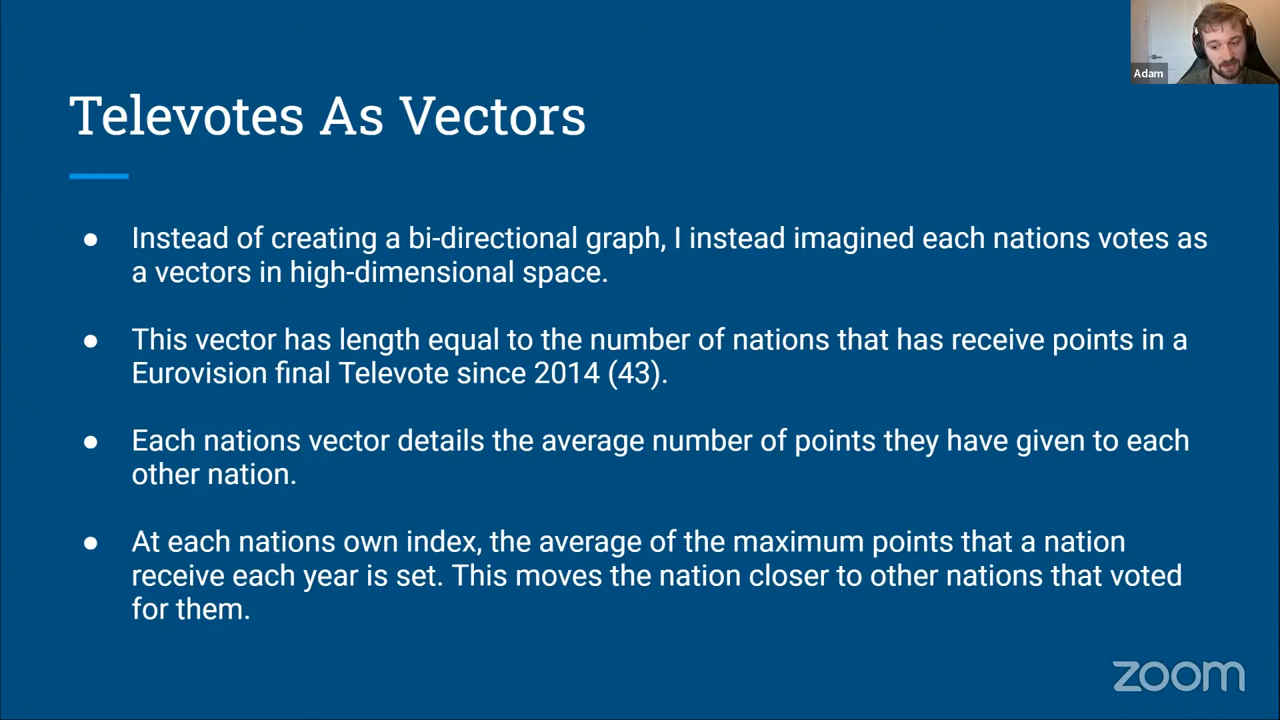 Adam
Televotes As Vectors
● Instead of creating a bi-directional graph, I instead imagined each nations votes as
a vectors in high-dimensional space.
● This vector has length equal to the number of nations that has receive points in a
Eurovision final Televote since 2014 (43).
● Each nations vector details the average number of points they have given to each
other nation.
● At each nations own index, the average of the maximum points that a nation
receive each year is set. This moves the nation closer to other nations that voted
for them.
zoom